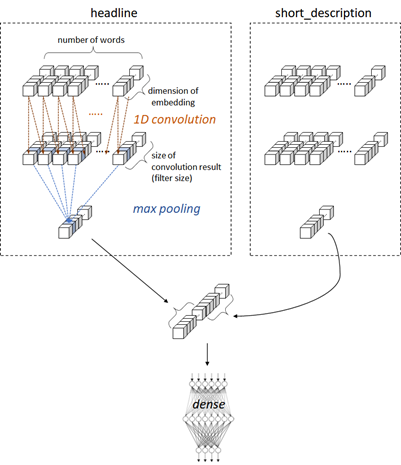 headline
short_description
number of words
dimension of
embedding
1D convolution
size of
convolution result
(filter size)
max pooling
dense